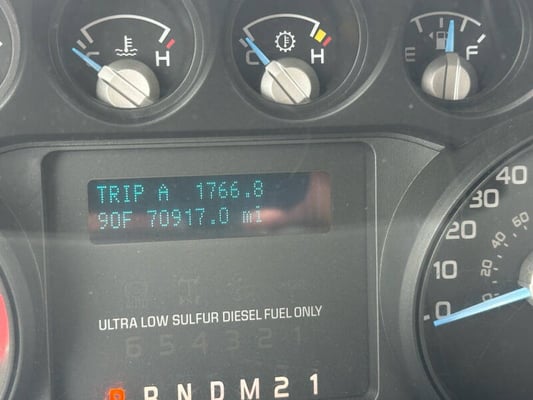 C H
C H
E F
TRIP A 1766.8
90F 70917.0 mi
40
30
20
10
0
60
40
20
0
ULTRA LOW SULFUR DIESEL FUEL ONLY
6 5 4 3 2 1
P R N D M 2 1